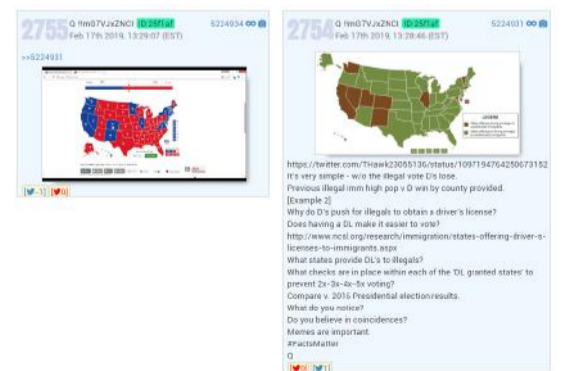 2755
Q !!mG7VJxZNCI ID:25f1af
Feb 17th 2019, 13:29:07 (EST)
5224934
>>5224931
2754
Q !!mG7VJxZNCI ID:25f1af
Feb 17th 2019, 13:28:46 (EST)
5224931
LEGEND
https://twitter.com/THawk23055136/status/1097194764250673152
It's very simple - w/o the illegal vote D's lose.
Previous illegal imm high pop v D win by county provided.
[Example 2]
Why do D's push for illegals to obtain a driver's license?
Does having a DL make it easier to vote?
http://www.ncsl.org/research/immigration/states-offering-driver-s-
licenses-to-immigrants.aspx
What states provide DL's to illegals?
What checks are in place within each of the 'DL granted states' to
prevent 2x-3x-4x-5x voting?
Compare v. 2016 Presidential election results.
What do you notice?
Do you believe in coincidences?
Memes are important.
#FactsMatter
Q